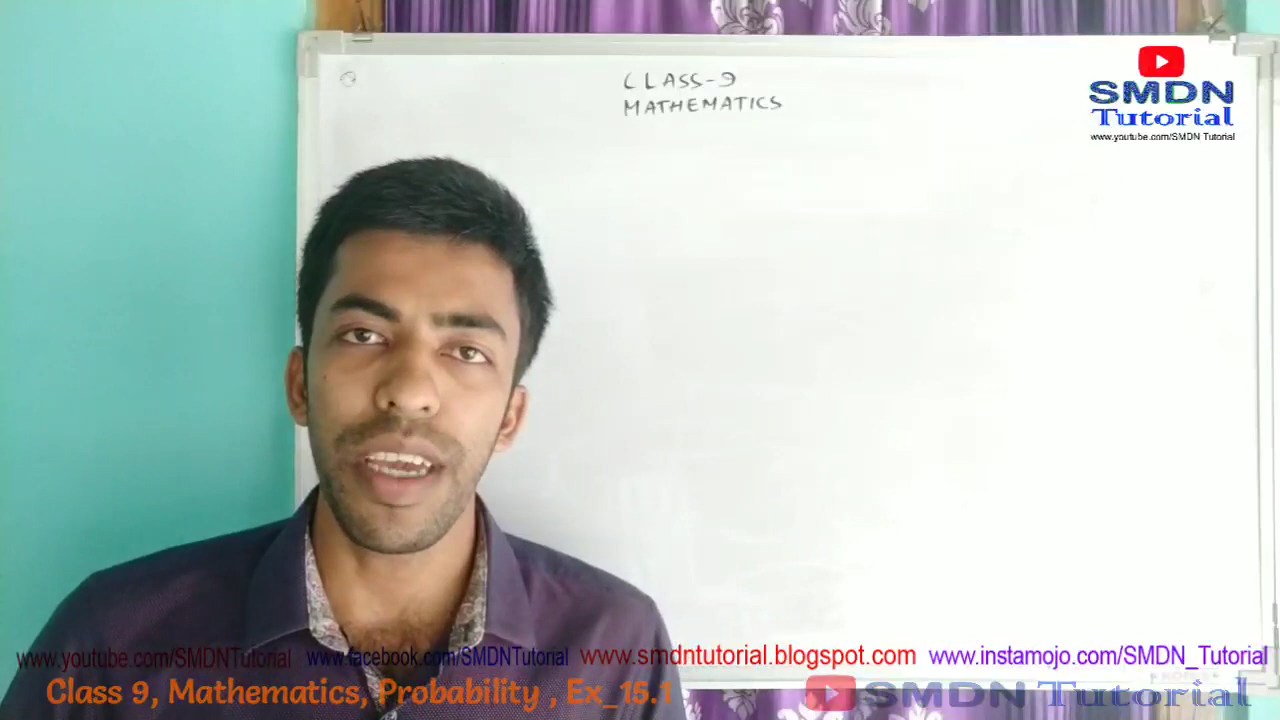 CLASS-9
MATHEMATICS
SMDN
Tutorial
www.youtube.com/SMDN Tutorial
www.youtube.com/SMDNTutorial www.facebook.com/SMDNTutorial www.smdntutorial.blogspot.com www.instamojo.com/SMDN_Tutorial
Class 9, Mathematics, Probability , Ex_15.1
SMDN Tutorial